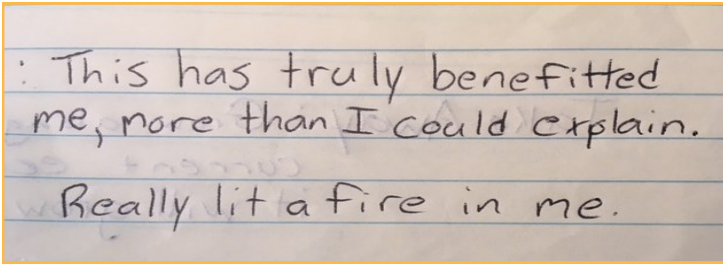 : This has truly benefitted
me, more than I could explain.
Really lit a fire in me.